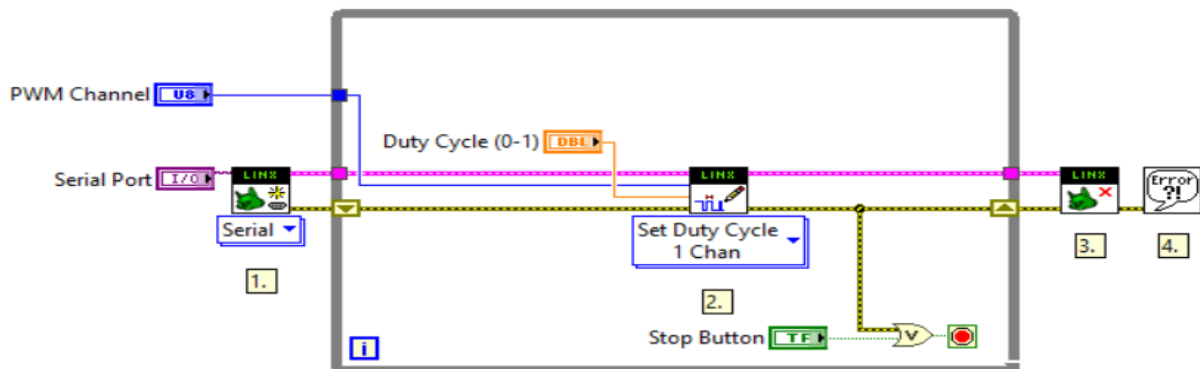 PWM Channel
U8
Duty Cycle (0-1)
DBL
Serial Port
I/O
LINX
LINX
LINX
Error
?!
Serial
Set Duty Cycle
1 Chan
1.
2.
3.
4.
Stop Button
TF
V
i